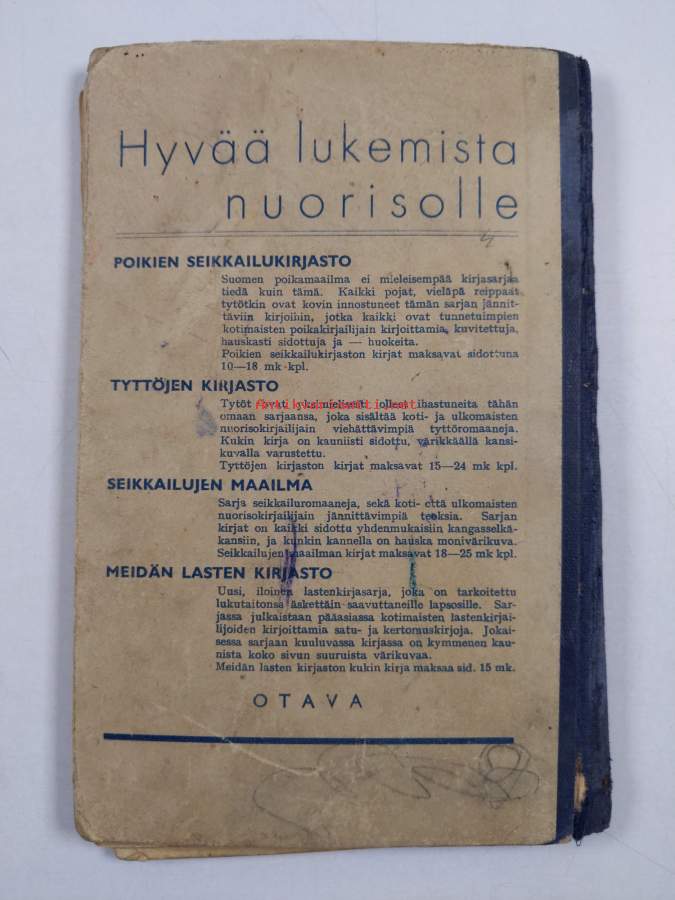 Hyvää lukemista
nuorisolle
POIKIEN SEIKKAILUKIRJASTO
Suomen poikamaailma ei mieleisempää kirjasarjaa
tiedä kuin tämä. Kaikki pojat, vieläpä reippaat
tytötkin ovat kovin innostuneet tämän sarjan jännit-
täviin kirjoihin, jotka kaikki ovat tunnetuimpien
kotimaisten poikakirjailijain kirjoittamia, kuvitettuja,
hauskasti sidottuja ja — huokeita.
Poikien seikkailukirjaston kirjat maksavat sidottuna
10—18 mk kpl.
TYTTÖJEN KIRJASTO
Tytöt ovat yksimielisesti olleet ihastuneita tähän
Antikvariaatti.net
omaan sarjaansa, joka sisältää koti- ja ulkomaisten
nuorisokirjailijain viehättävimpiä tyttöromaaneja.
Kukin kirja on kauniisti sidottu, värikkäällä kansi-
kuvalla varustettu.
Tyttöjen kirjaston kirjat maksavat 15—24 mk kpl.
SEIKKAILUJEN MAAILMA
Sarja seikkailuromaaneja, sekä koti- että ulkomaisten
nuorisokirjailijain jännittävimpiä teoksia. Sarjan
kirjat on kaikki sidottu yhdenmukaisiin kangasselkä-
kansiin, ja kunkin kannella on hauska monivärikuva.
Seikkailujen maailman kirjat maksavat 18—25 mk kpl.
MEIDÄN LASTEN KIRJASTO
Uusi, iloinen lastenkirjasarja, joka on tarkoitettu
lukutaitonsa äskettäin saavuttaneille lapsosille. Sar-
jassa julkaistaan pääasiassa kotimaisten lastenkirjai-
lijoiden kirjoittamia satu- ja kertomuskirjoja. Jokai-
sessa sarjaan kuuluvassa kirjassa on kymmenen kau-
nista koko sivun suuruista värikuvaa.
Meidän lasten kirjaston kukin kirja maksaa sid. 15 mk.
OTAVA